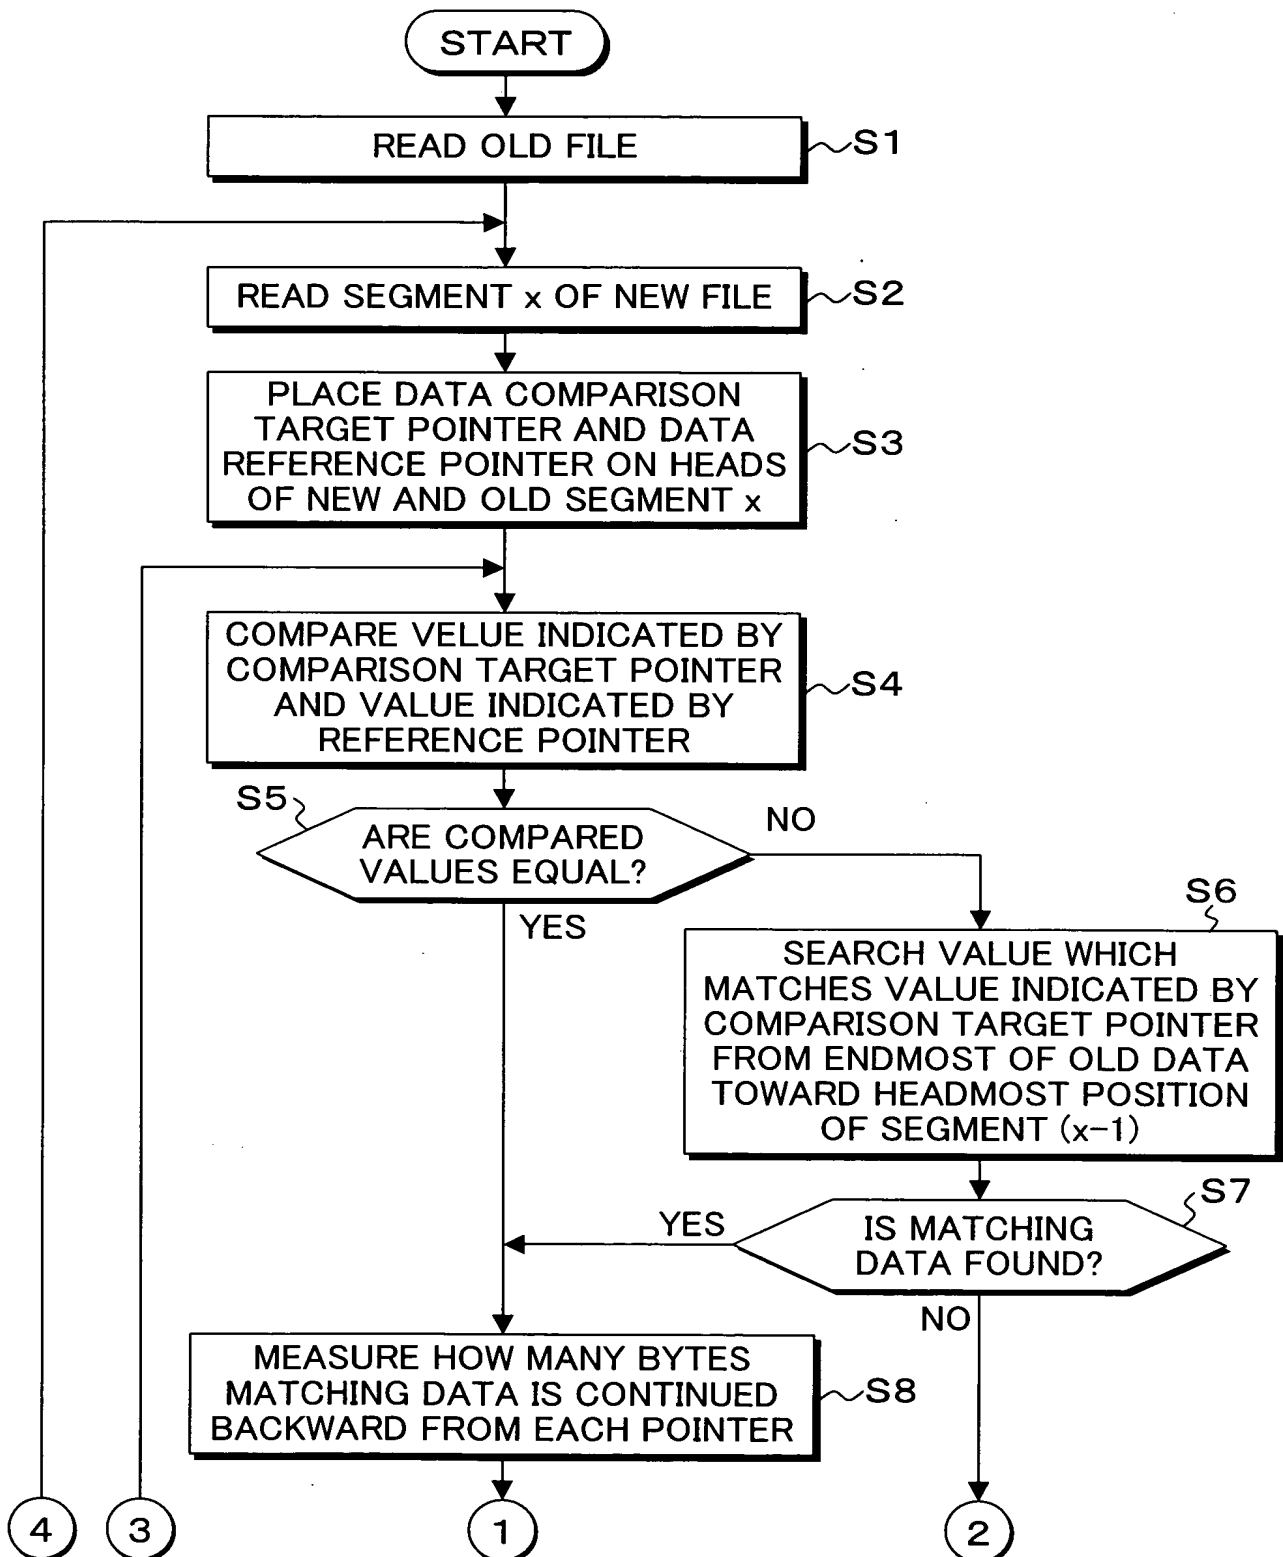 START
READ OLD FILE
S1
READ SEGMENT x OF NEW FILE
S2
PLACE DATA COMPARISON
TARGET POINTER AND DATA
REFERENCE POINTER ON HEADS
OF NEW AND OLD SEGMENT x
S3
COMPARE VELUE INDICATED BY
COMPARISON TARGET POINTER
AND VALUE INDICATED BY
REFERENCE POINTER
S4
S5
ARE COMPARED
VALUES EQUAL?
NO
YES
S6
SEARCH VALUE WHICH
MATCHES VALUE INDICATED BY
COMPARISON TARGET POINTER
FROM ENDMOST OF OLD DATA
TOWARD HEADMOST POSITION
OF SEGMENT (x-1)
S7
IS MATCHING
DATA FOUND?
YES
NO
MEASURE HOW MANY BYTES
MATCHING DATA IS CONTINUED
BACKWARD FROM EACH POINTER
S8
4
3
1
2